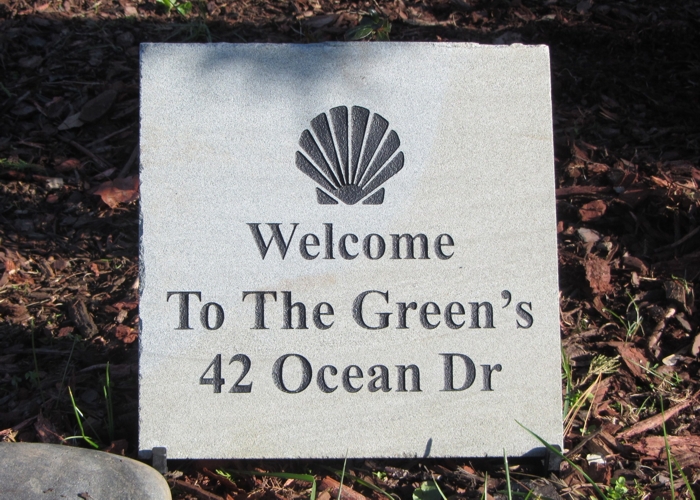 Welcome
To The Green’s
42 Ocean Dr